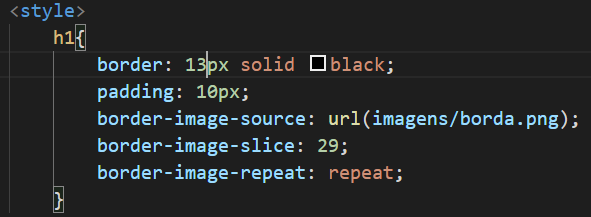 <style>
h1{
border: 13px solid black;
padding: 10px;
border-image-source: url(imagens/borda.png);
border-image-slice: 29;
border-image-repeat: repeat;
}